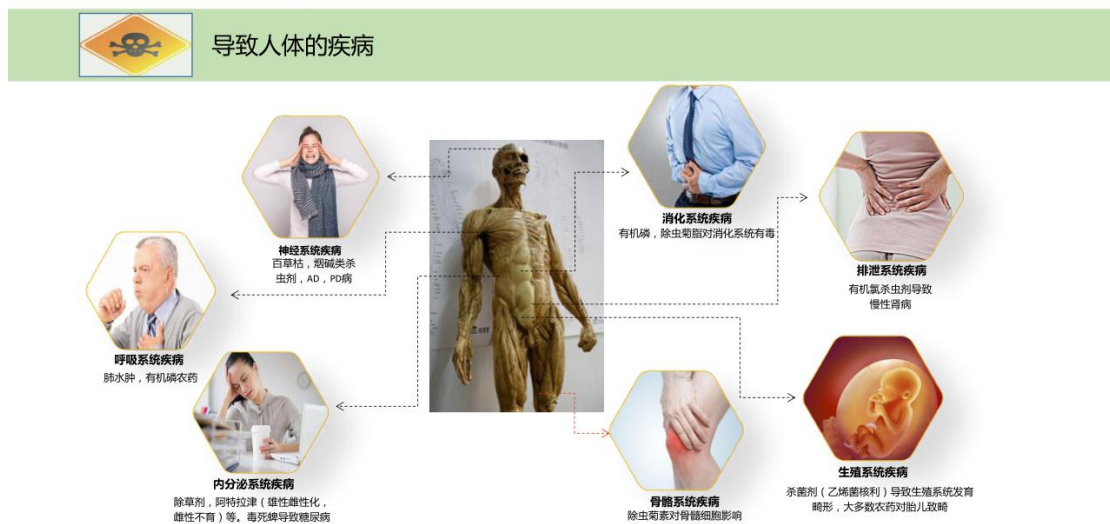 导致人体的疾病
神经系统疾病
百草枯，烟碱类杀
虫剂，AD，PD病
消化系统疾病
有机磷，除虫菊脂对消化系统有毒
排泄系统疾病
有机氯杀虫剂导致
慢性肾病
呼吸系统疾病
肺水肿，有机磷农药
内分泌系统疾病
除草剂，阿特拉津（雄性雌性化，
雌性不育）等。毒死蜱导致糖尿病
骨骼系统疾病
除虫菊素对骨髓细胞影响
生殖系统疾病
杀菌剂（乙烯菌核利）导致生殖系统发育
畸形，大多数农药对胎儿致畸